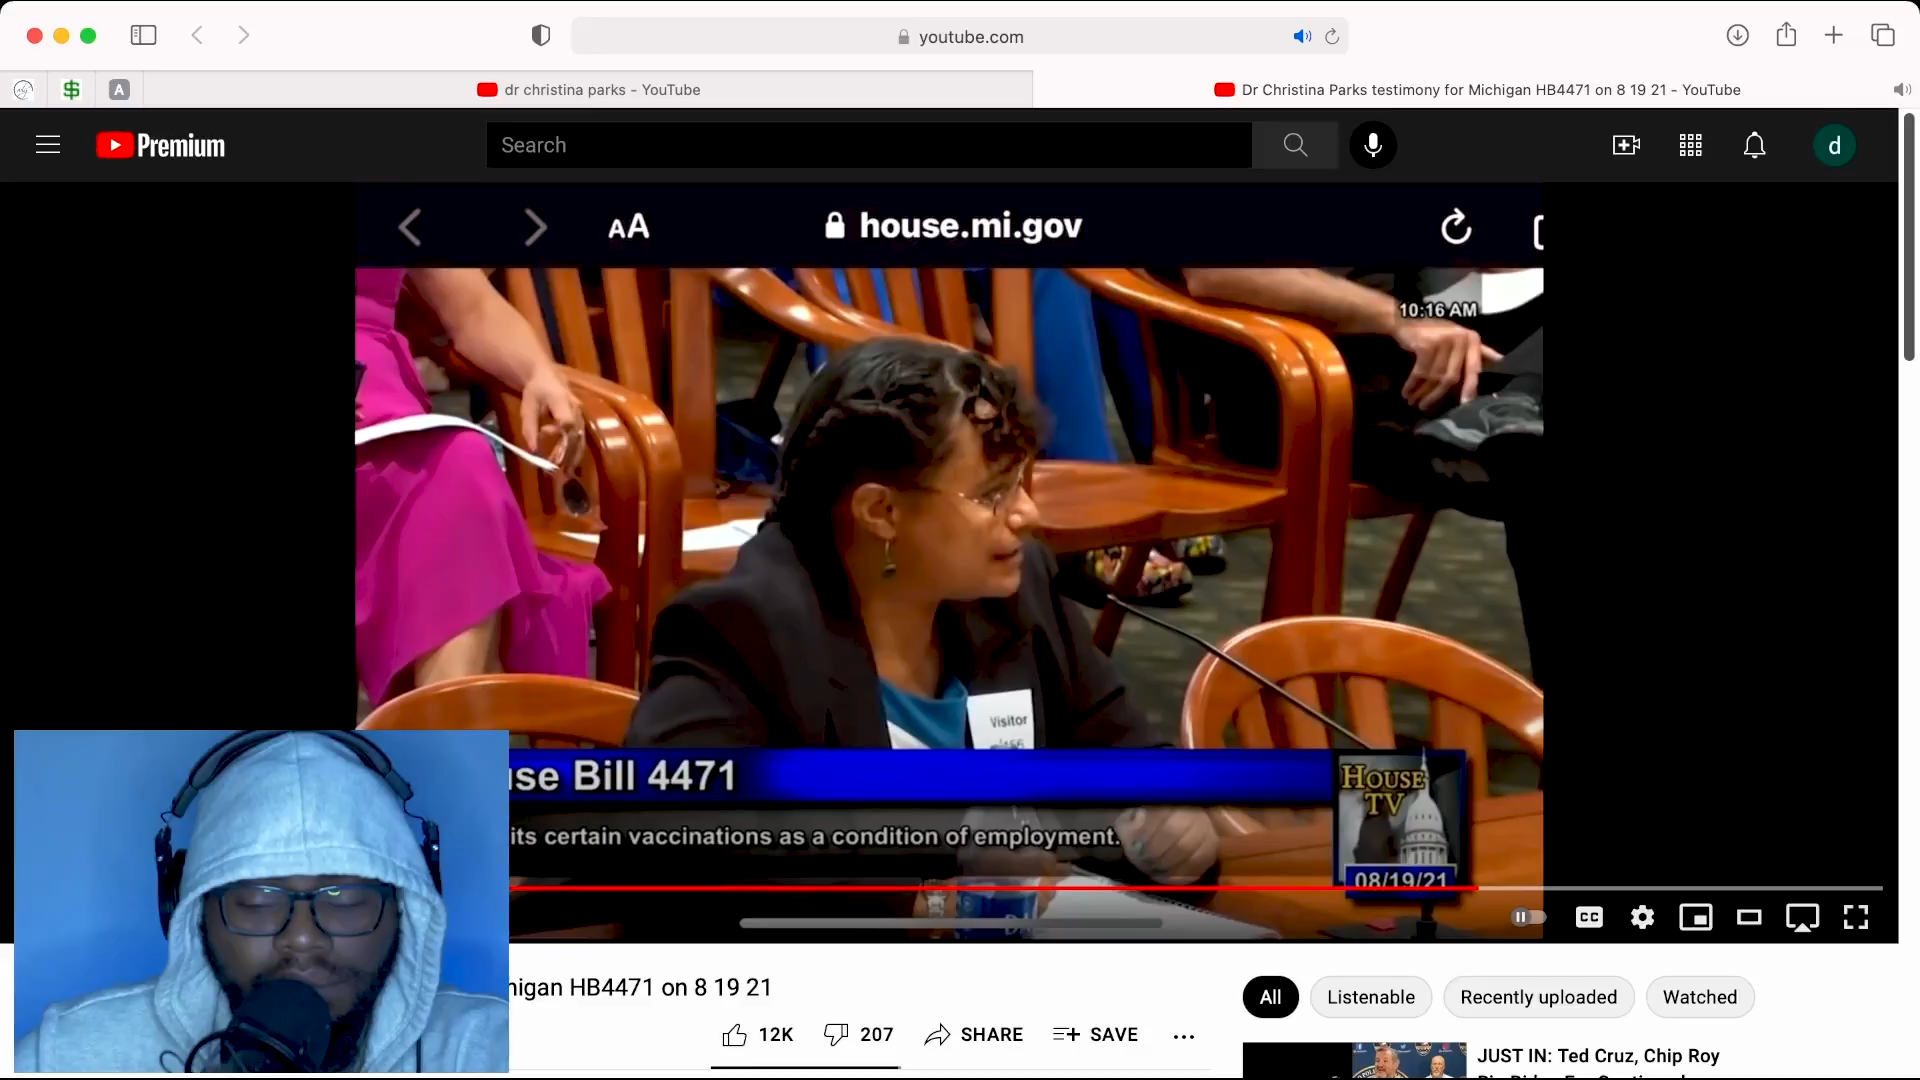 youtube.com
A
dr christina parks - YouTube
Dr Christina Parks testimony for Michigan HB4471 on 8 19 21 - YouTube
Premium
Search
d
AA
house.mi.gov
10:16 AM
Visitor
se Bill 4471
HOUSE
TV
its certain vaccinations as a condition of employment.
08/19/21
CC
higan HB4471 on 8 19 21
All
Listenable
Recently uploaded
Watched
12K
207
SHARE
SAVE
JUST IN: Ted Cruz, Chip Roy